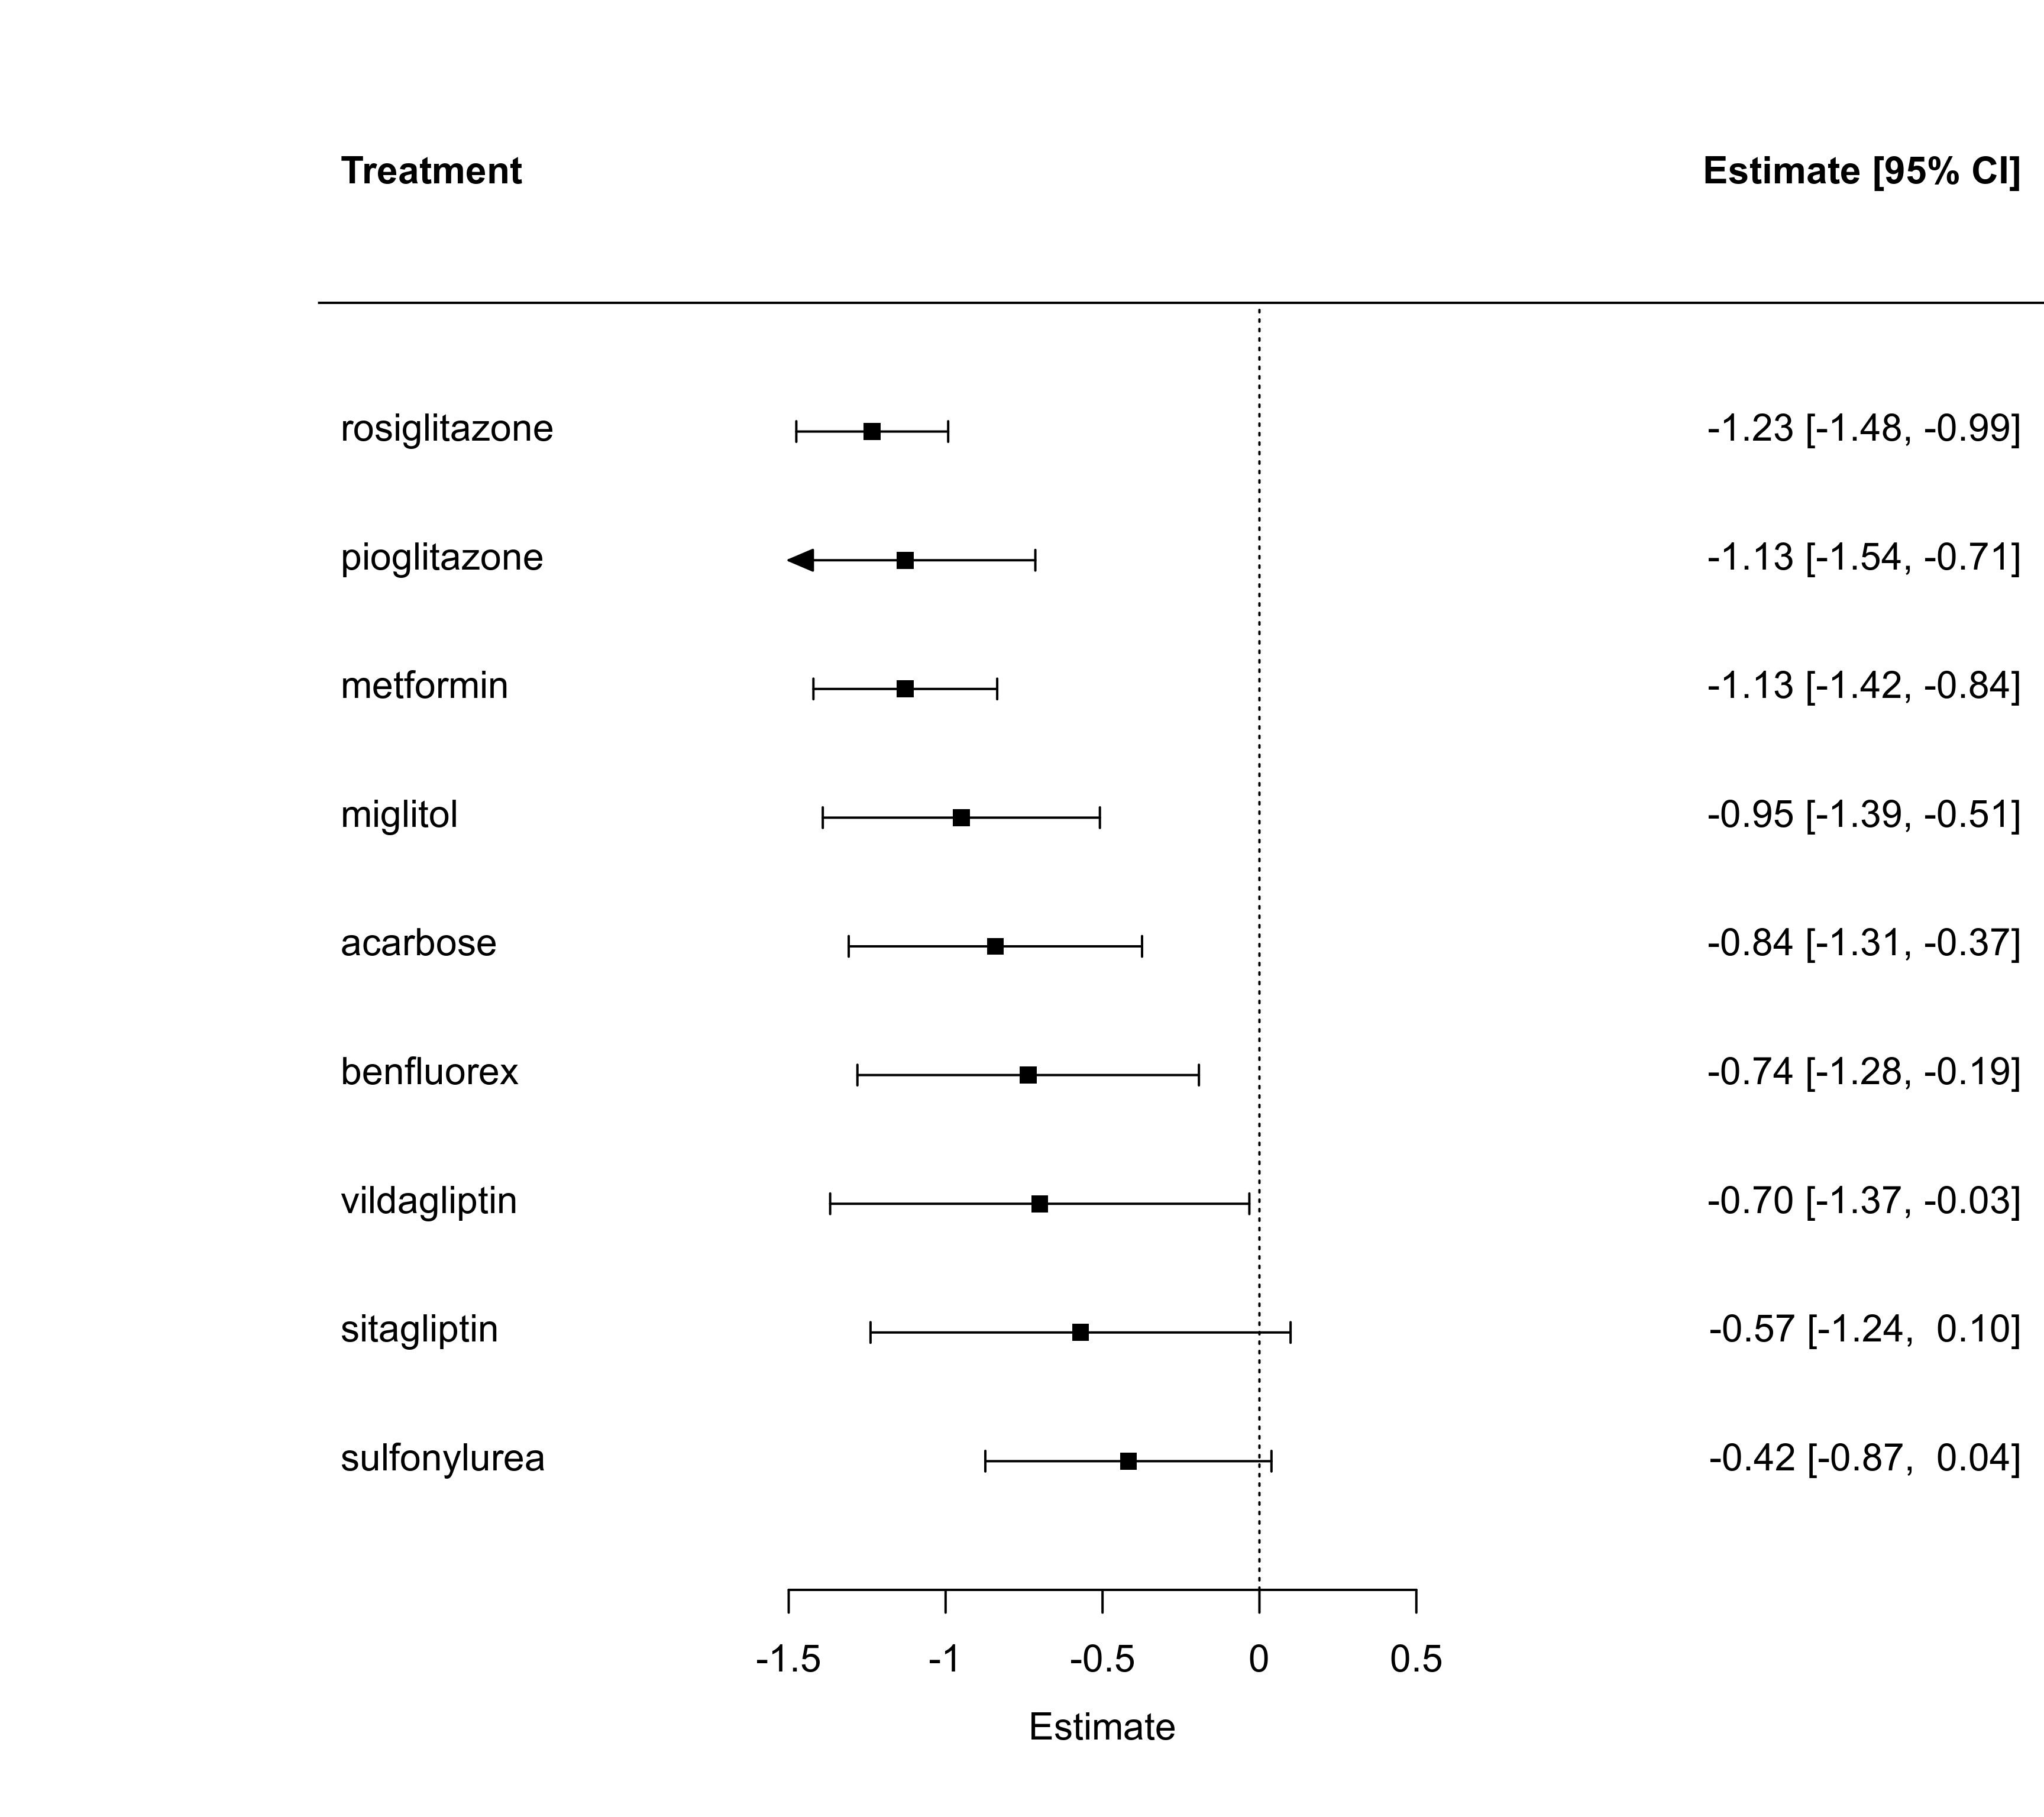 Treatment Estimate [95% CI]
rosiglitazone -1.23 [-1.48, -0.99]
pioglitazone -1.13 [-1.54, -0.71]
metformin -1.13 [-1.42, -0.84]
miglitol -0.95 [-1.39, -0.51]
acarbose -0.84 [-1.31, -0.37]
benfluorex -0.74 [-1.28, -0.19]
vildagliptin -0.70 [-1.37, -0.03]
sitagliptin -0.57 [-1.24, 0.10]
sulfonylurea -0.42 [-0.87, 0.04]
-1.5 -1 -0.5 0 0.5
Estimate